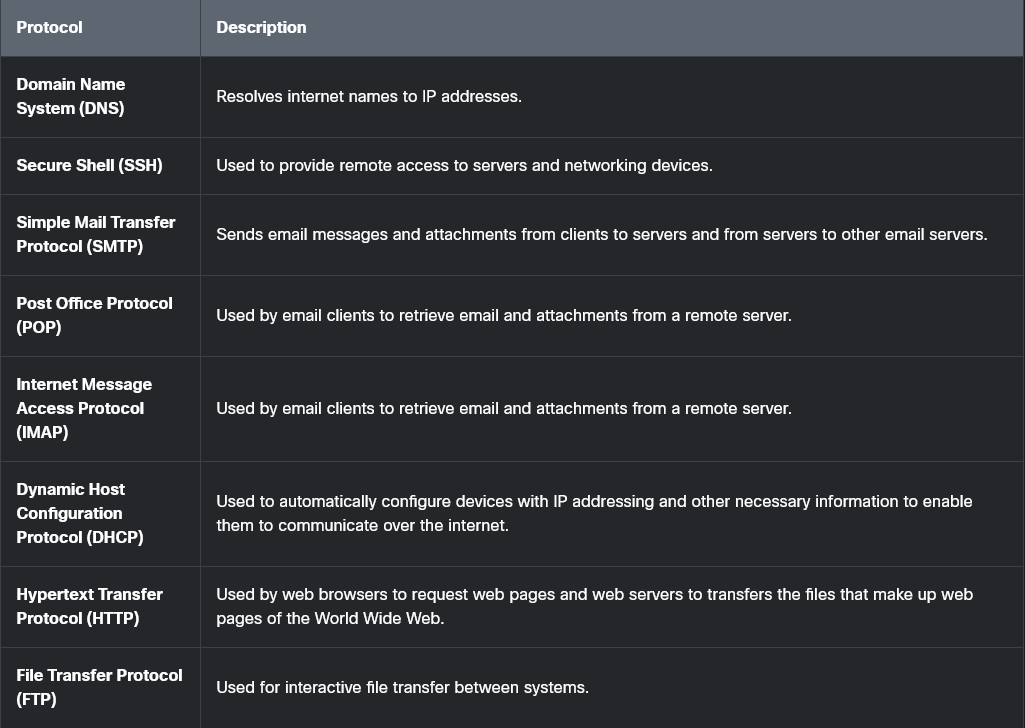 Protocol
Description
Domain Name
System (DNS)
Resolves internet names to IP addresses.
Secure Shell (SSH)
Used to provide remote access to servers and networking devices.
Simple Mail Transfer
Protocol (SMTP)
Sends email messages and attachments from clients to servers and from servers to other email servers.
Post Office Protocol
(POP)
Used by email clients to retrieve email and attachments from a remote server.
Internet Message
Access Protocol
(IMAP)
Used by email clients to retrieve email and attachments from a remote server.
Dynamic Host
Configuration
Protocol (DHCP)
Used to automatically configure devices with IP addressing and other necessary information to enable
them to communicate over the internet.
Hypertext Transfer
Protocol (HTTP)
Used by web browsers to request web pages and web servers to transfers the files that make up web
pages of the World Wide Web.
File Transfer Protocol
(FTP)
Used for interactive file transfer between systems.